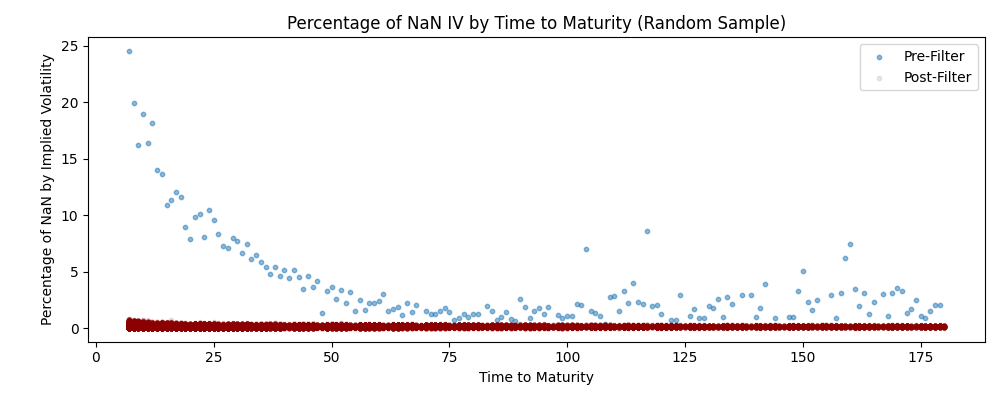 Percentage of NaN IV by Time to Maturity (Random Sample)
Percentage of NaN by Implied Volatility
25
20
15
10
5
0
Pre-Filter
Post-Filter
0 25 50 75 100 125 150 175
Time to Maturity